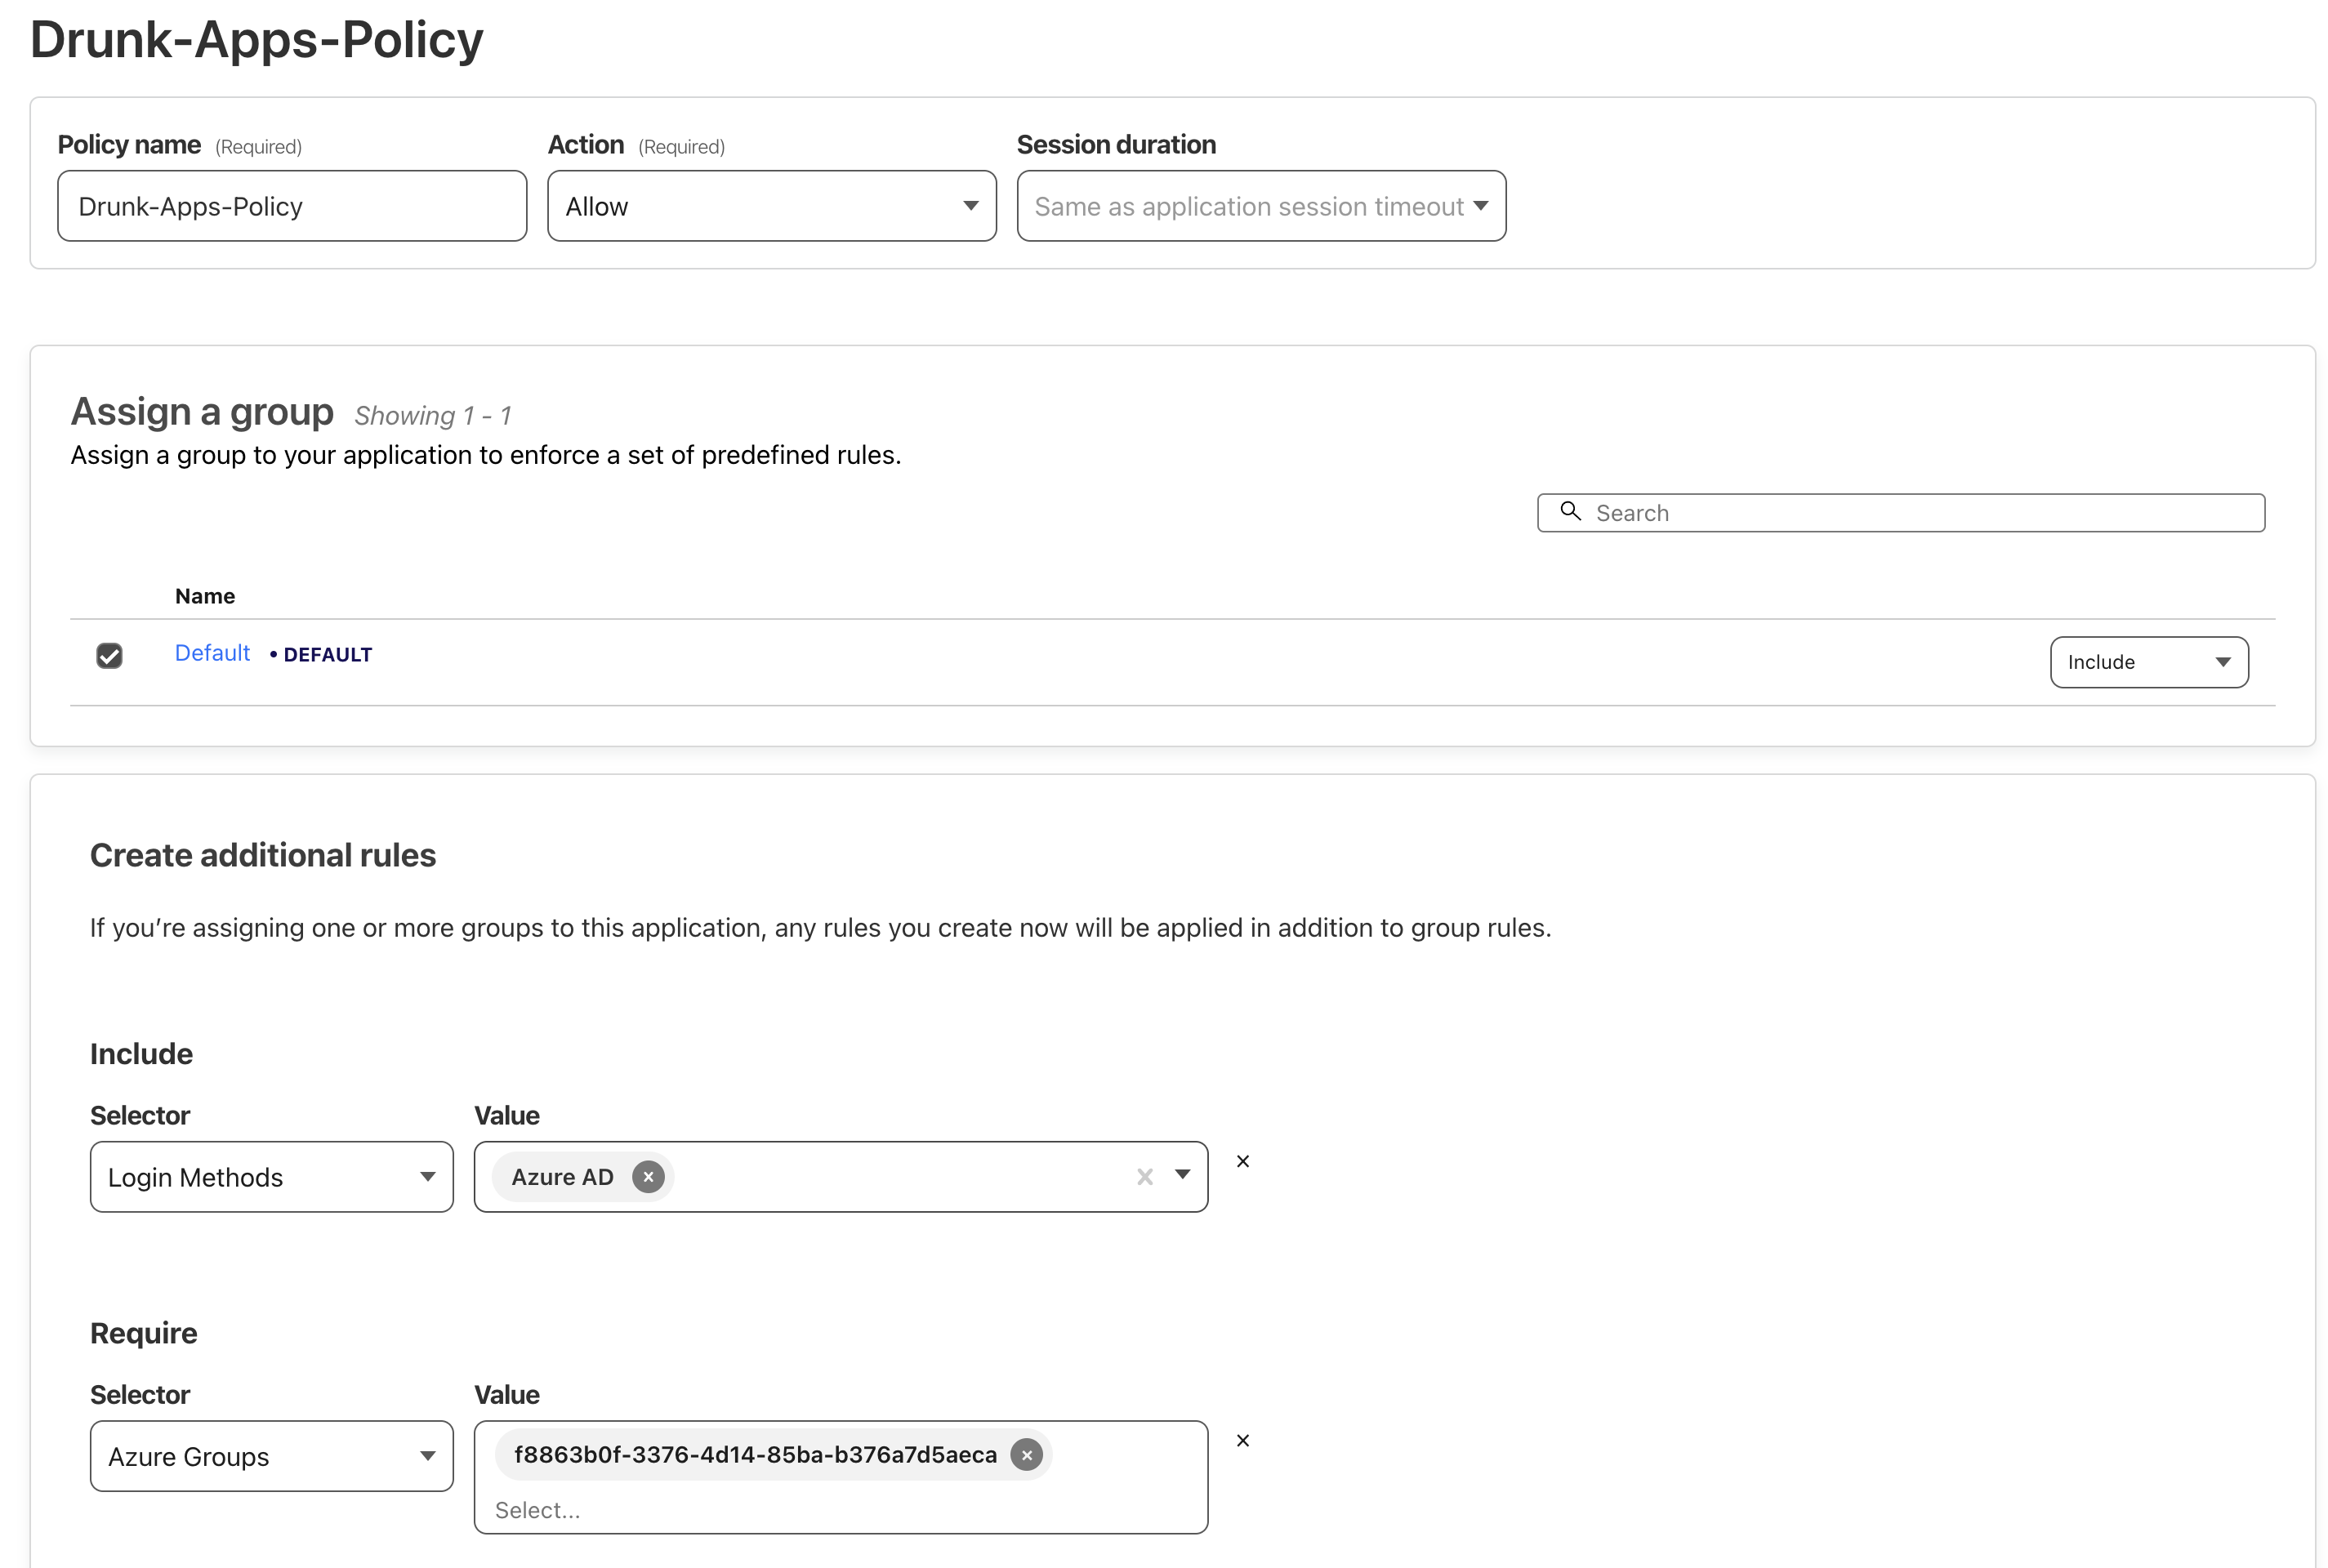 Drunk-Apps-Policy
Policy name (Required) Action (Required) Session duration
Drunk-Apps-Policy Allow Same as application session timeout
Assign a group Showing 1 - 1
Assign a group to your application to enforce a set of predefined rules.
Search
Name
Default • DEFAULT Include
Create additional rules
If you’re assigning one or more groups to this application, any rules you create now will be applied in addition to group rules.
Include
Selector Value
Login Methods Azure AD
Require
Selector Value
Azure Groups f8863b0f-3376-4d14-85ba-b376a7d5aeca
Select...